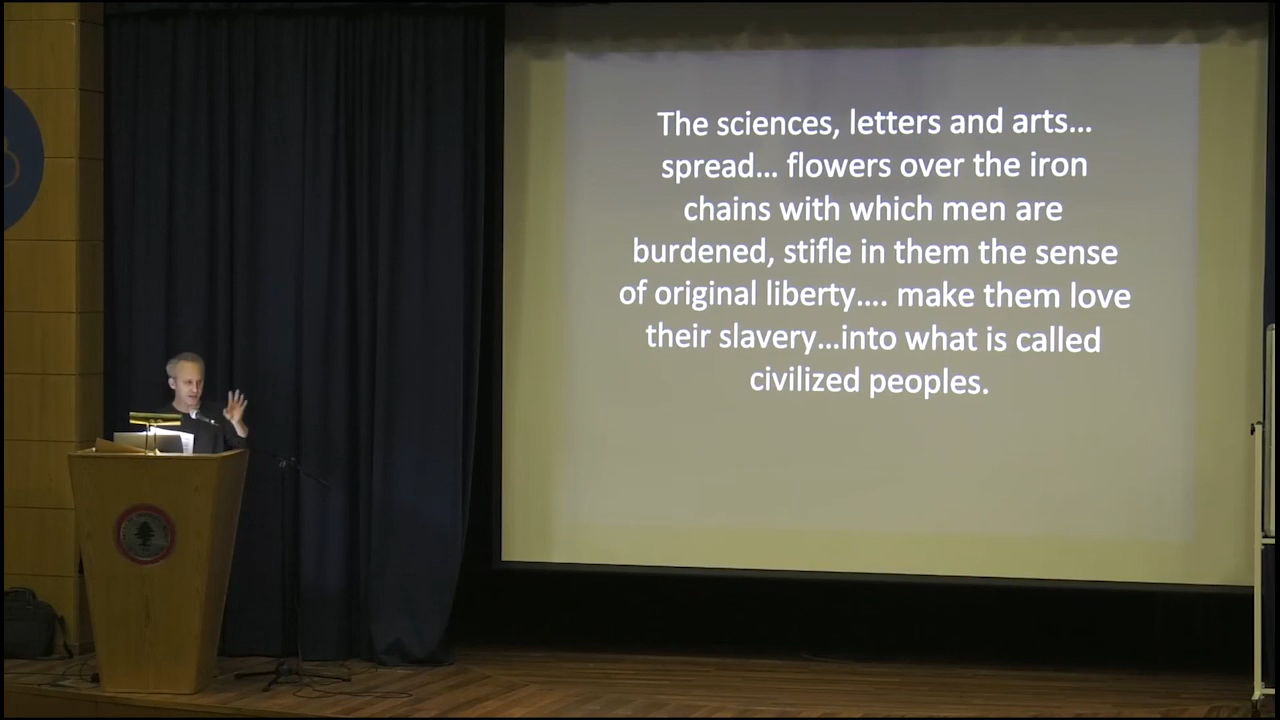 The sciences, letters and arts…
spread… flowers over the iron
chains with which men are
burdened, stifle in them the sense
of original liberty…. make them love
their slavery…into what is called
civilized peoples.